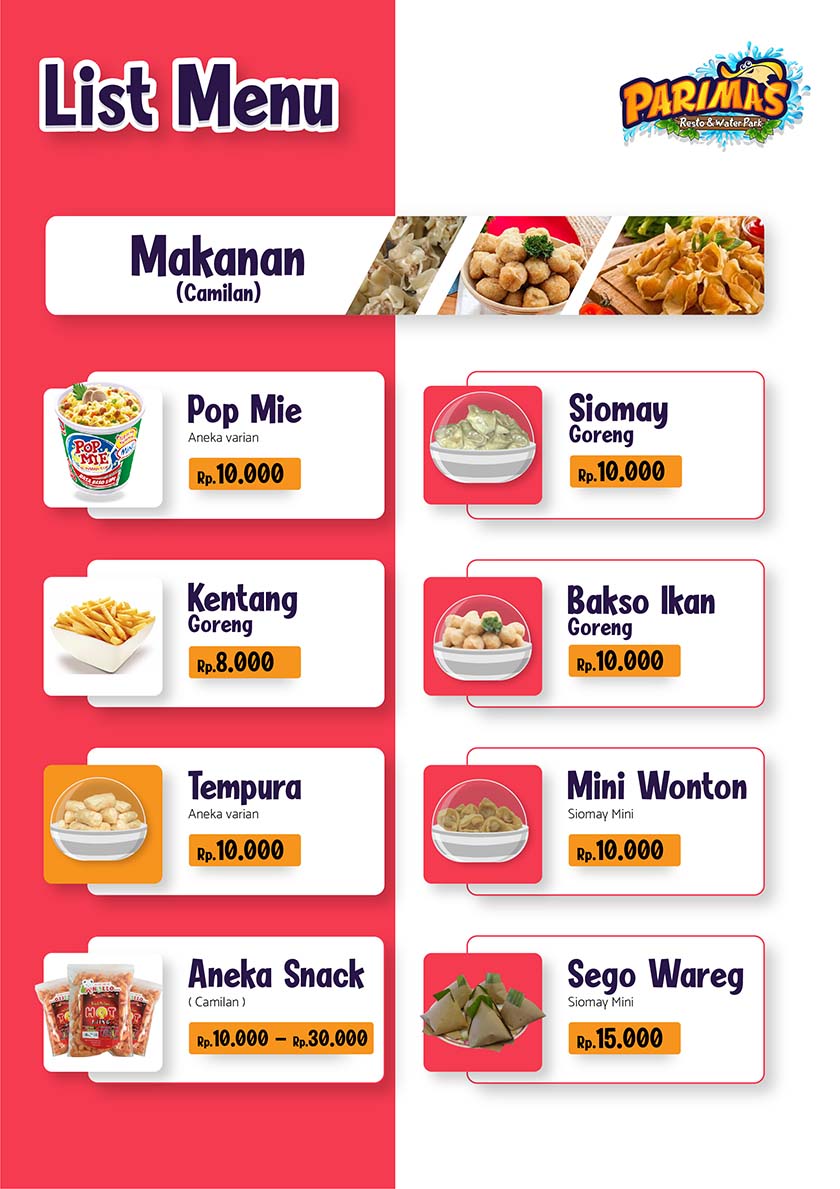 List Menu
PARIMAS
Resto & Water Park
Makanan
(Camilan)
Pop Mie
Aneka varian
Rp.10.000
POP
MIE
Siomay
Goreng
Rp.10.000
Kentang
Goreng
Rp.8.000
Bakso Ikan
Goreng
Rp.10.000
Tempura
Aneka varian
Rp.10.000
Mini Wonton
Siomay Mini
Rp.10.000
Aneka Snack
( Camilan )
Rp.10.000 – Rp.30.000
HOT
Sego Wareg
Siomay Mini
Rp.15.000